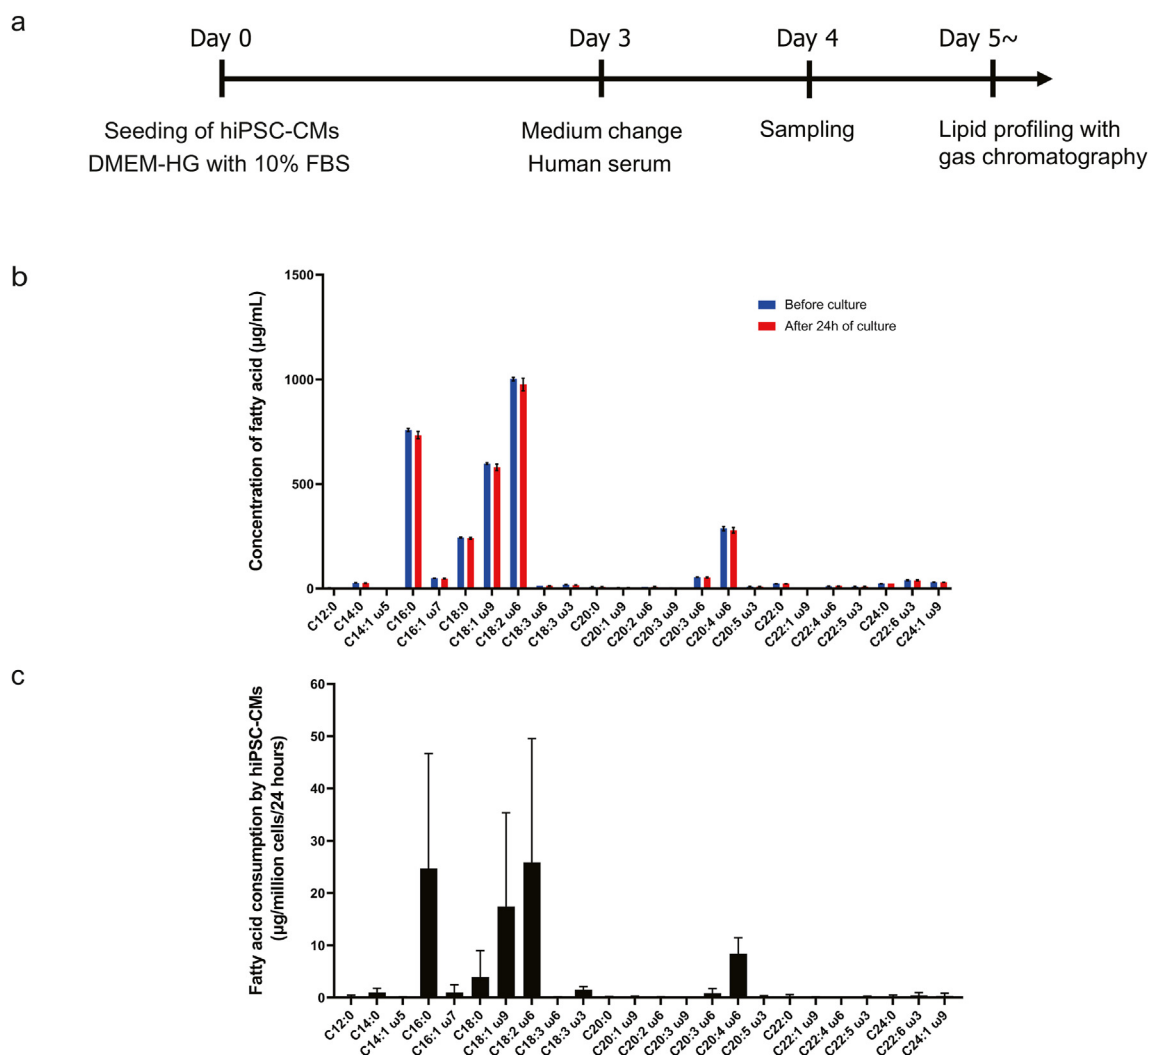 a
Day 0
Day 3
Day 4
Day 5~
Seeding of hiPSC-CMs
DMEM-HG with 10% FBS
Medium change
Human serum
Sampling
Lipid profiling with
gas chromatography
b
Concentration of fatty acid (μg/mL)
1500
1000
500
0
Before culture
After 24h of culture
C12:0
C14:0
C14:1 ω5
C16:0
C16:1 ω7
C18:0
C18:1 ω9
C18:2 ω6
C18:3 ω6
C18:3 ω3
C20:0
C20:1 ω9
C20:2 ω6
C20:3 ω9
C20:3 ω6
C20:4 ω6
C20:5 ω3
C22:0
C22:1 ω9
C22:4 ω6
C22:5 ω3
C24:0
C22:6 ω3
C24:1 ω9
c
Fatty acid consumption by hiPSC-CMs
(μg/million cells/24 hours)
60
50
40
30
20
10
0
C12:0
C14:0
C14:1 ω5
C16:0
C16:1 ω7
C18:0
C18:1 ω9
C18:2 ω6
C18:3 ω6
C18:3 ω3
C20:0
C20:1 ω9
C20:2 ω6
C20:3 ω9
C20:3 ω6
C20:4 ω6
C20:5 ω3
C22:0
C22:1 ω9
C22:4 ω6
C22:5 ω3
C24:0
C22:6 ω3
C24:1 ω9